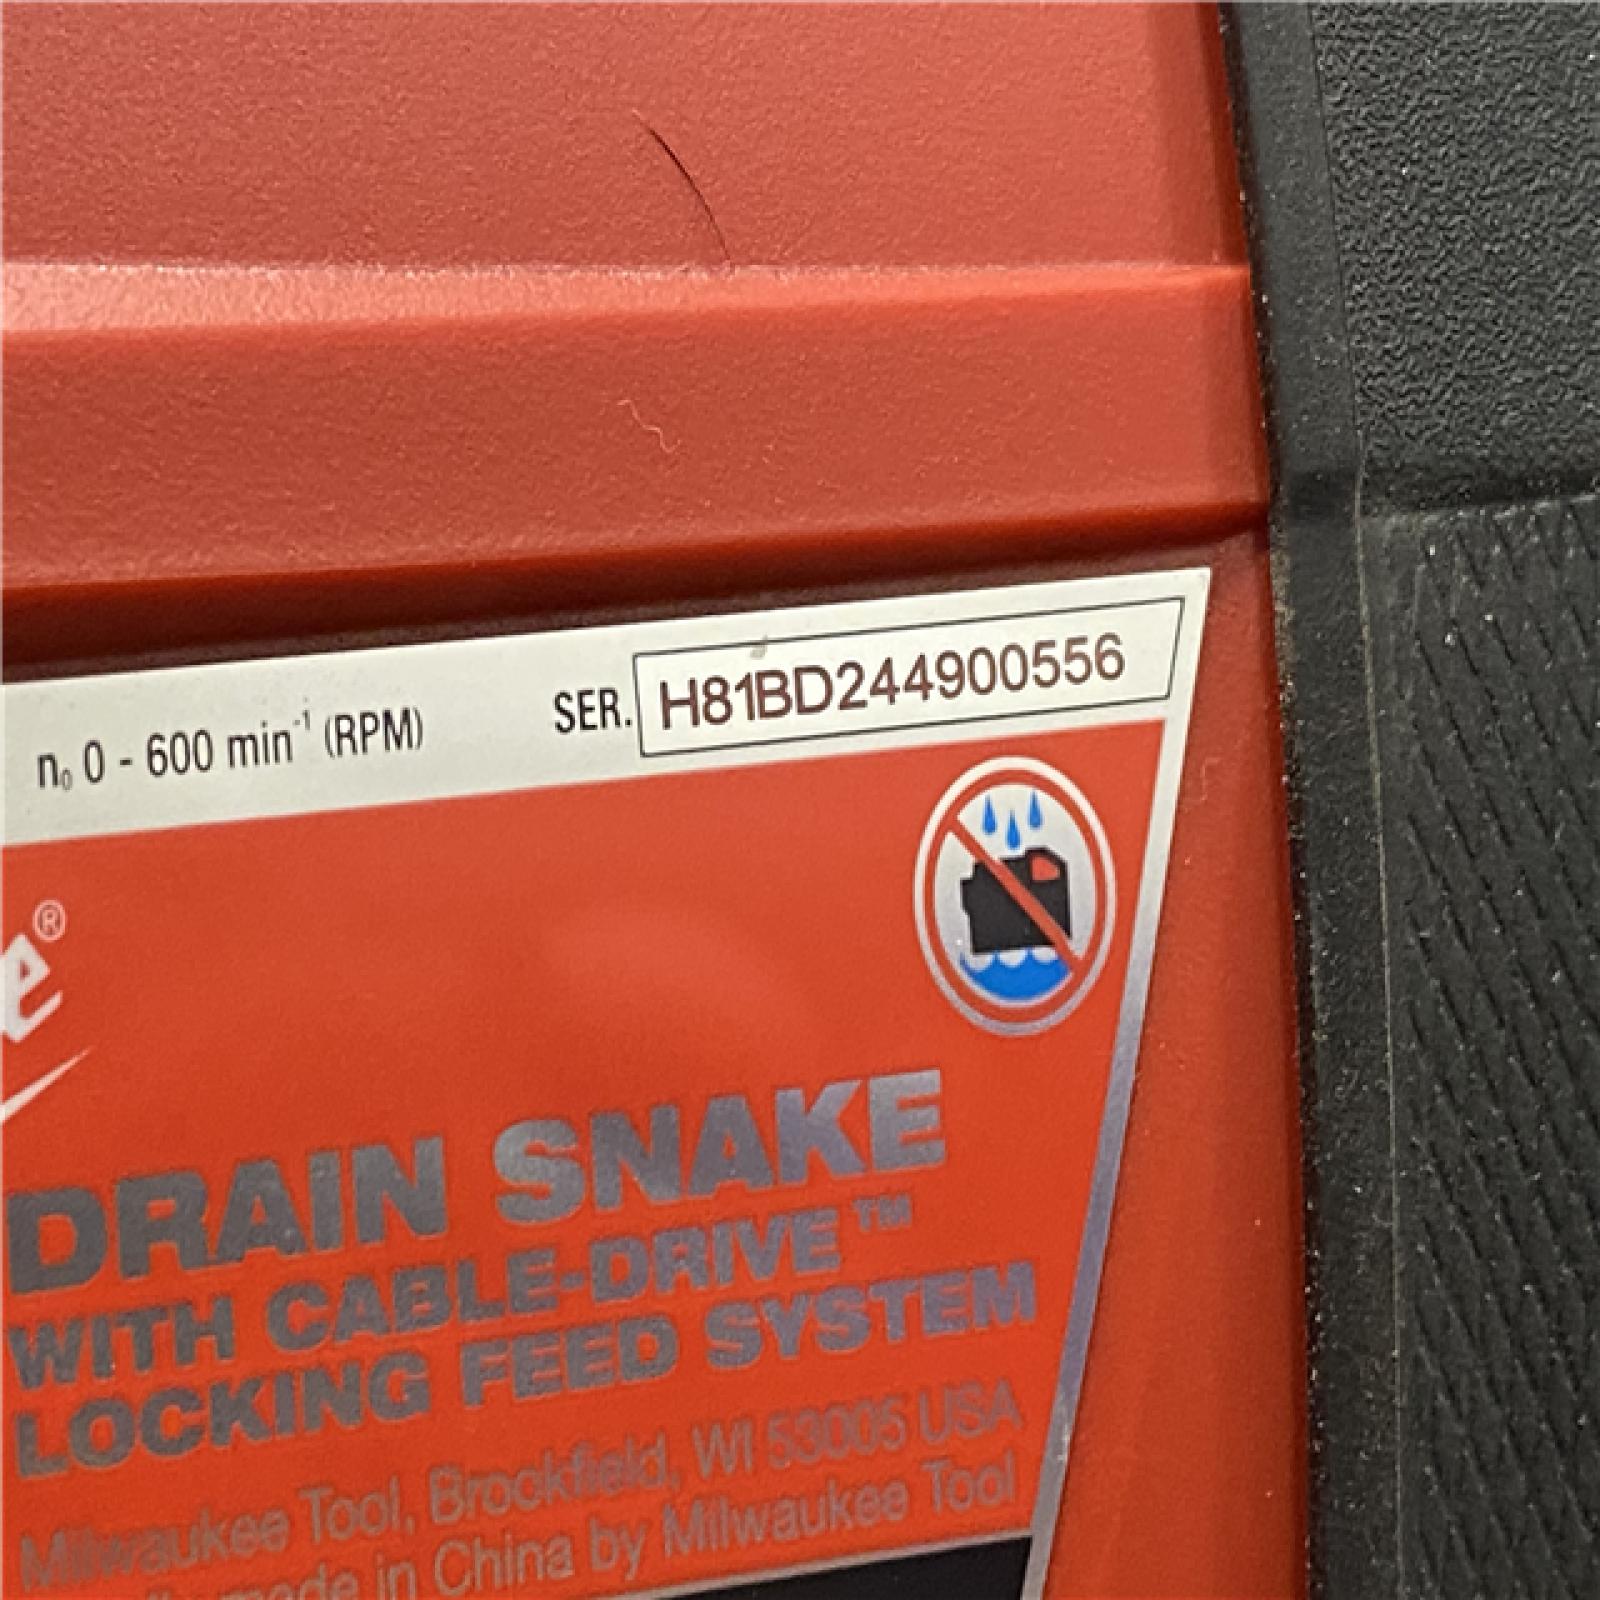 n₀ 0 - 600 min⁻¹ (RPM) SER. H81BD244900556
e®
DRAIN SNAKE
WITH CABLE-DRIVE™
LOCKING FEED SYSTEM
Milwaukee Tool, Brookfield, WI 53005 USA
made in China by Milwaukee Tool